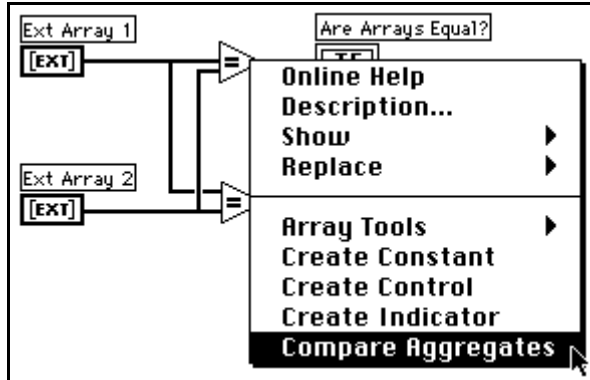 Ext Array 1
[EXT]
Are Arrays Equal?
TF
=
Online Help
Description...
Show
Replace
Ext Array 2
[EXT]
=
Array Tools
Create Constant
Create Control
Create Indicator
Compare Aggregates